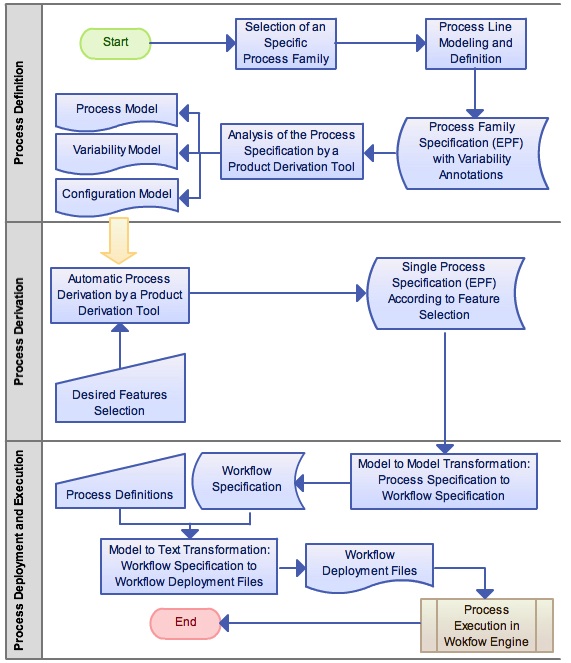 Process Definition
Start
Selection of an
Specific
Process Family
Process Line
Modeling and
Definition
Process Model
Variability Model
Configuration Model
Analysis of the Process
Specification by a
Product Derivation Tool
Process Family
Specification (EPF)
with Variability
Annotations
Process Derivation
Automatic Process
Derivation by a Product
Derivation Tool
Single Process
Specification (EPF)
According to Feature
Selection
Desired Features
Selection
Process Deployment and Execution
Process Definitions
Workflow
Specification
Model to Model Transformation:
Process Specification to
Workflow Specification
Model to Text Transformation:
Workflow Specification to
Workflow Deployment Files
Workflow
Deployment Files
Process
Execution in
Wokfow Engine
End